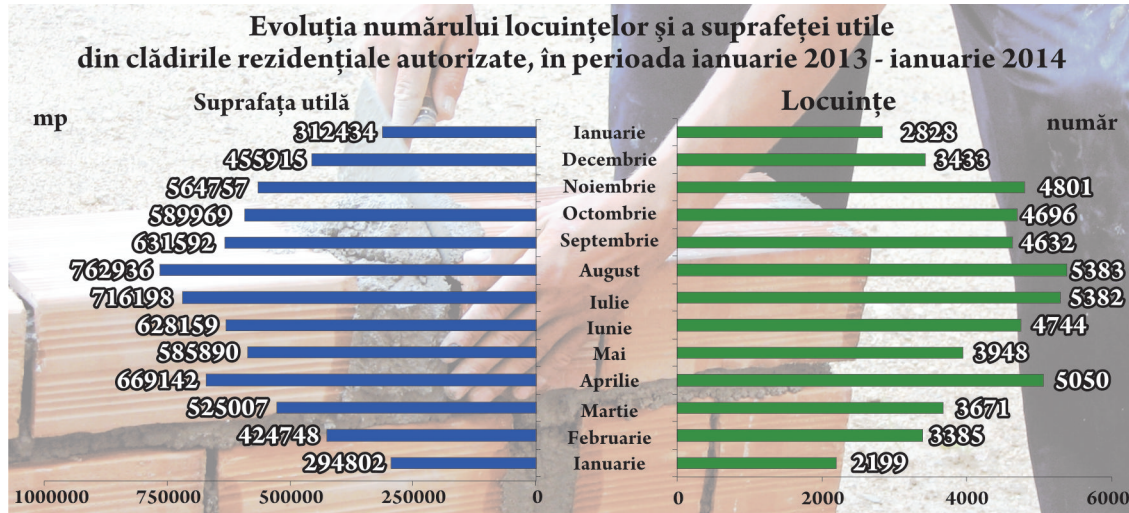 Evoluția numărului locuințelor și a suprafeței utile
din clădirile rezidențiale autorizate, în perioada ianuarie 2013 - ianuarie 2014
Suprafața utilă
Locuințe
mp
număr
312434 Ianuarie 2828
455915 Decembrie 3433
564757 Noiembrie 4801
589969 Octombrie 4696
631592 Septembrie 4632
762936 August 5383
716198 Iulie 5382
628159 Iunie 4744
585890 Mai 3948
669142 Aprilie 5050
525007 Martie 3671
424748 Februarie 3385
294802 Ianuarie 2199
1000000 750000 500000 250000 0 0 2000 4000 6000